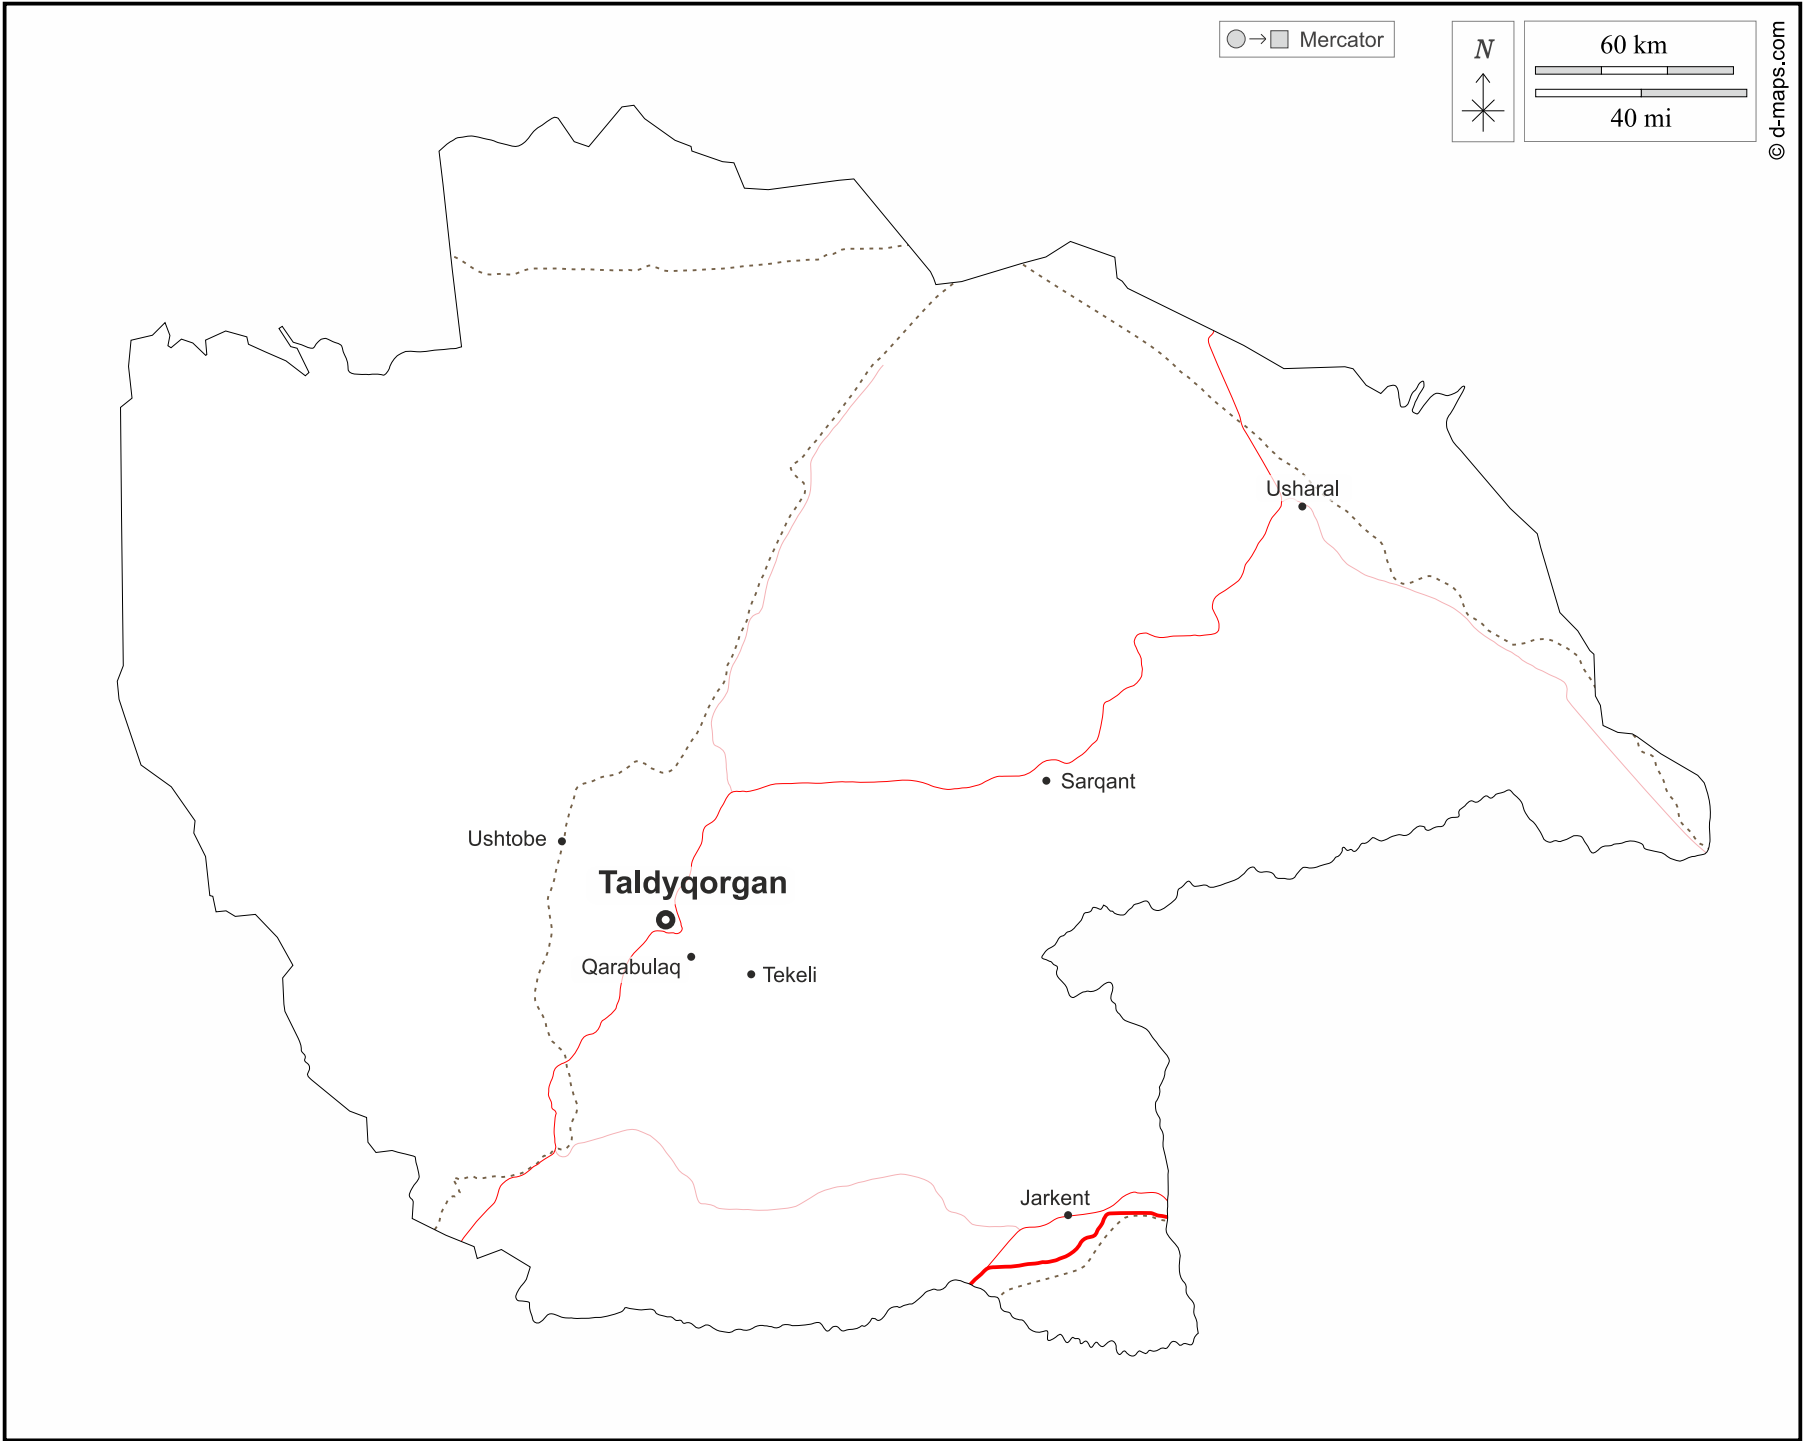 Mercator
N
60 km
40 mi
© d-maps.com
Usharal
Sarqant
Ushtobe
Taldyqorgan
Qarabulaq
Tekeli
Jarkent